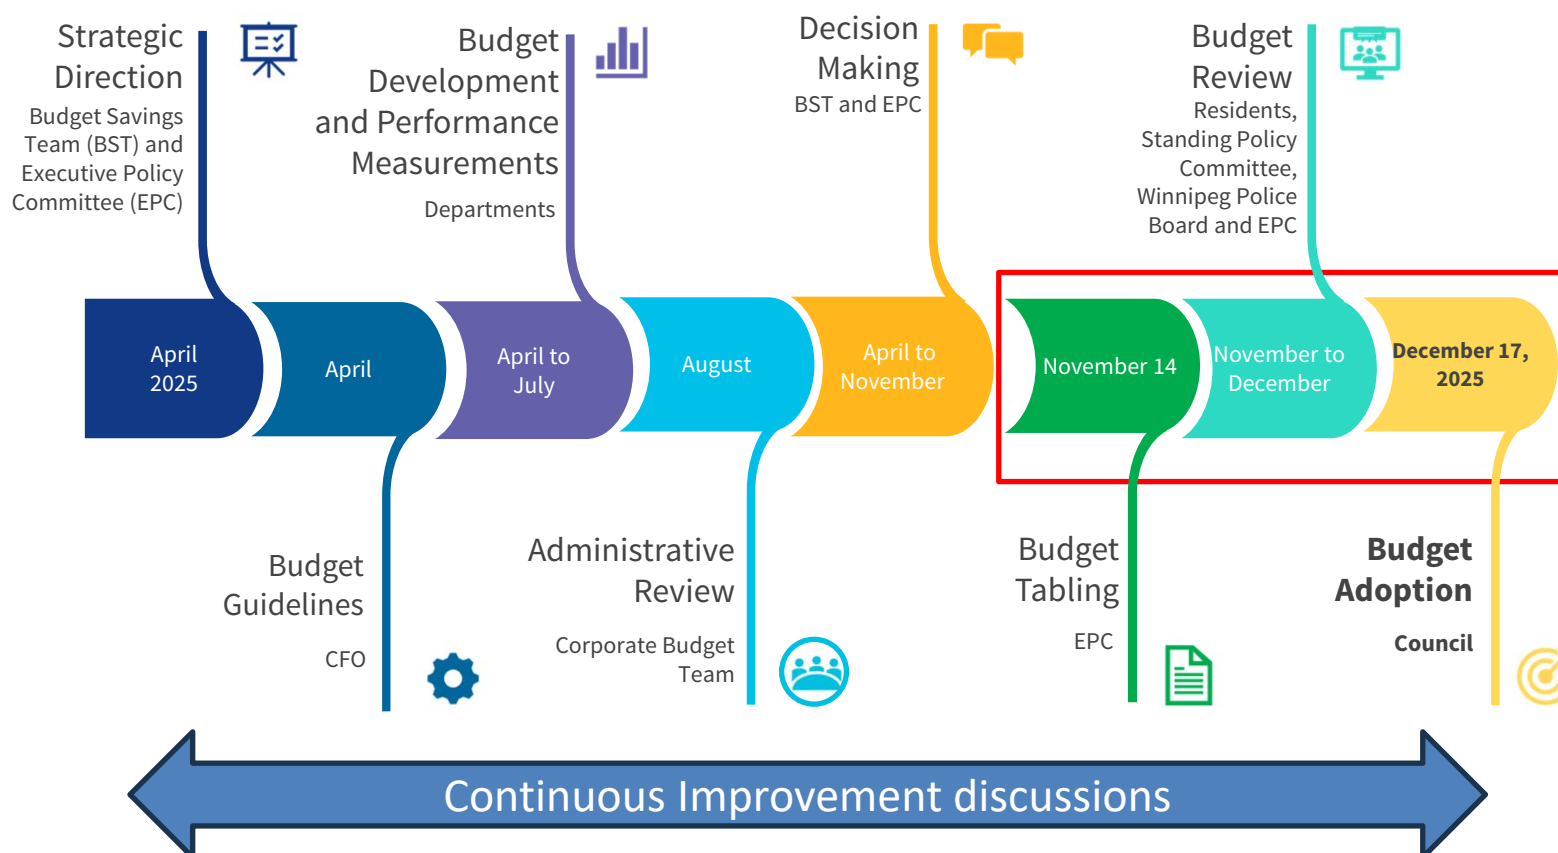 Strategic
Direction
Budget Savings
Team (BST) and
Executive Policy
Committee (EPC)
Budget
Development
and Performance
Measurements
Departments
Decision
Making
BST and EPC
Budget
Review
Residents,
Standing Policy
Committee,
Winnipeg Police
Board and EPC
April
2025
April
April to
July
August
April to
November
November 14
November to
December
December 17,
2025
Budget
Guidelines
CFO
Administrative
Review
Corporate Budget
Team
Budget
Tabling
EPC
Budget
Adoption
Council
Continuous Improvement discussions